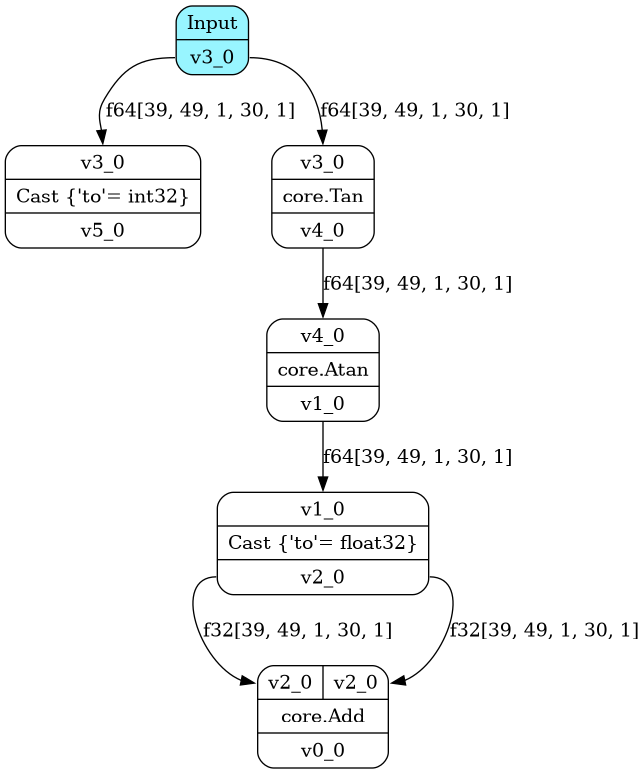 Input
v3_0
f64[39, 49, 1, 30, 1]
f64[39, 49, 1, 30, 1]
v3_0
Cast {'to'= int32}
v5_0
v3_0
core.Tan
v4_0
f64[39, 49, 1, 30, 1]
v4_0
core.Atan
v1_0
f64[39, 49, 1, 30, 1]
v1_0
Cast {'to'= float32}
v2_0
f32[39, 49, 1, 30, 1]
f32[39, 49, 1, 30, 1]
v2_0
v2_0
core.Add
v0_0